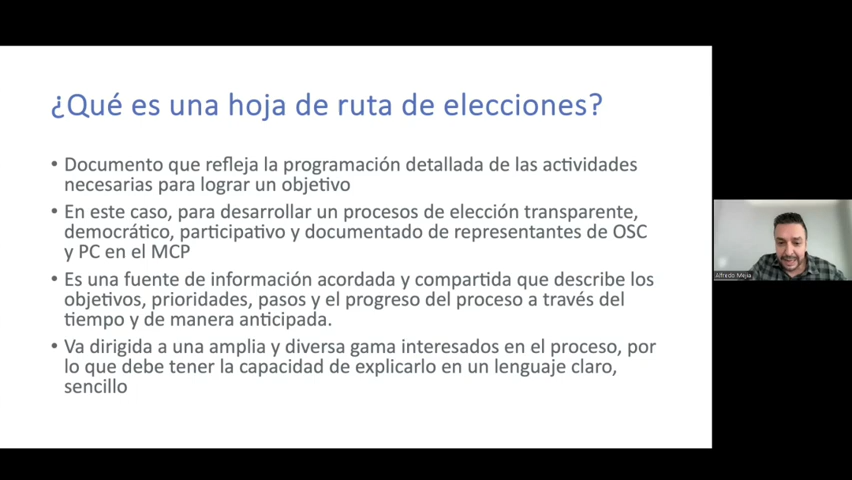 ¿Qué es una hoja de ruta de elecciones?
• Documento que refleja la programación detallada de las actividades
necesarias para lograr un objetivo
• En este caso, para desarrollar un procesos de elección transparente,
democrático, participativo y documentado de representantes de OSC
y PC en el MCP
• Es una fuente de información acordada y compartida que describe los
objetivos, prioridades, pasos y el progreso del proceso a través del
tiempo y de manera anticipada.
• Va dirigida a una amplia y diversa gama interesados en el proceso, por
lo que debe tener la capacidad de explicarlo en un lenguaje claro,
sencillo
Alfredo Mejia